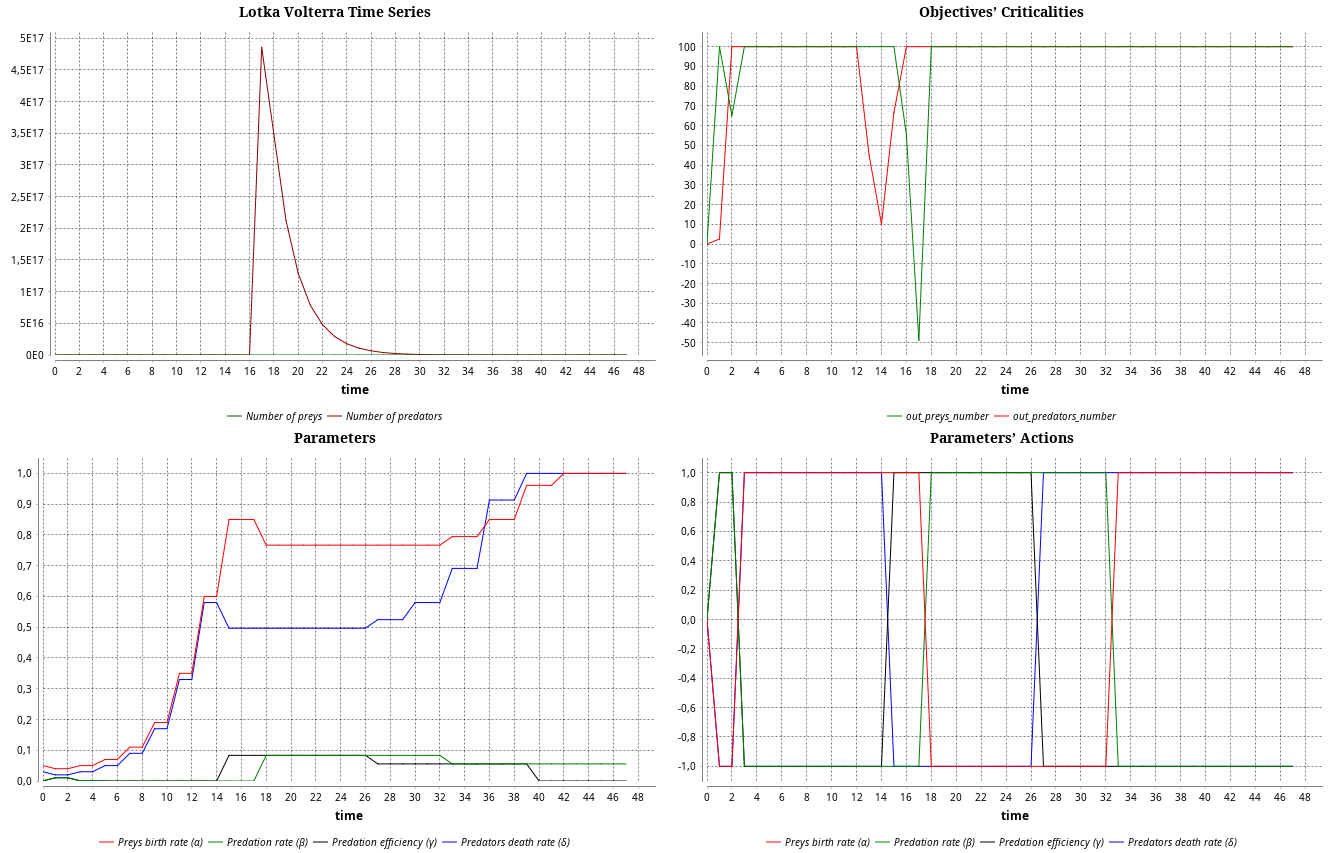 Lotka Volterra Time Series
5E17
4,5E17
4E17
3,5E17
3E17
2,5E17
2E17
1,5E17
1E17
5E16
0E0
0 2 4 6 8 10 12 14 16 18 20 22 24 26 28 30 32 34 36 38 40 42 44 46 48
time
Number of preys Number of predators
Objectives’ Criticalities
100
90
80
70
60
50
40
30
20
10
0
-10
-20
-30
-40
-50
0 2 4 6 8 10 12 14 16 18 20 22 24 26 28 30 32 34 36 38 40 42 44 46 48
time
out_preys_number out_predators_number
Parameters
1,0
0,9
0,8
0,7
0,6
0,5
0,4
0,3
0,2
0,1
0,0
0 2 4 6 8 10 12 14 16 18 20 22 24 26 28 30 32 34 36 38 40 42 44 46 48
time
Preys birth rate (α) Predation rate (β) Predation efficiency (γ) Predators death rate (δ)
Parameters’ Actions
1,0
0,8
0,6
0,4
0,2
0,0
-0,2
-0,4
-0,6
-0,8
-1,0
0 2 4 6 8 10 12 14 16 18 20 22 24 26 28 30 32 34 36 38 40 42 44 46 48
time
Preys birth rate (α) Predation rate (β) Predation efficiency (γ) Predators death rate (δ)